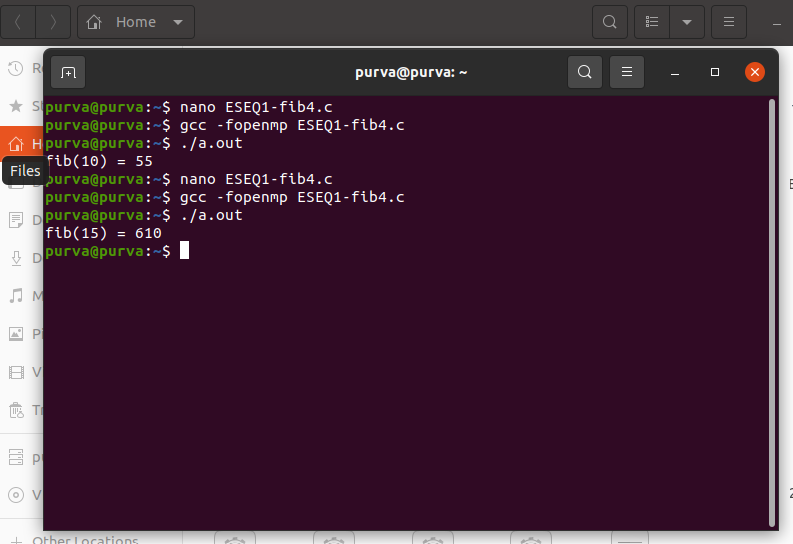 Home
purva@purva: ~
purva@purva:~$ nano ESEQ1-fib4.c
purva@purva:~$ gcc -fopenmp ESEQ1-fib4.c
purva@purva:~$ ./a.out
fib(10) = 55
purva@purva:~$ nano ESEQ1-fib4.c
purva@purva:~$ gcc -fopenmp ESEQ1-fib4.c
purva@purva:~$ ./a.out
fib(15) = 610
purva@purva:~$
Files
Other Locations